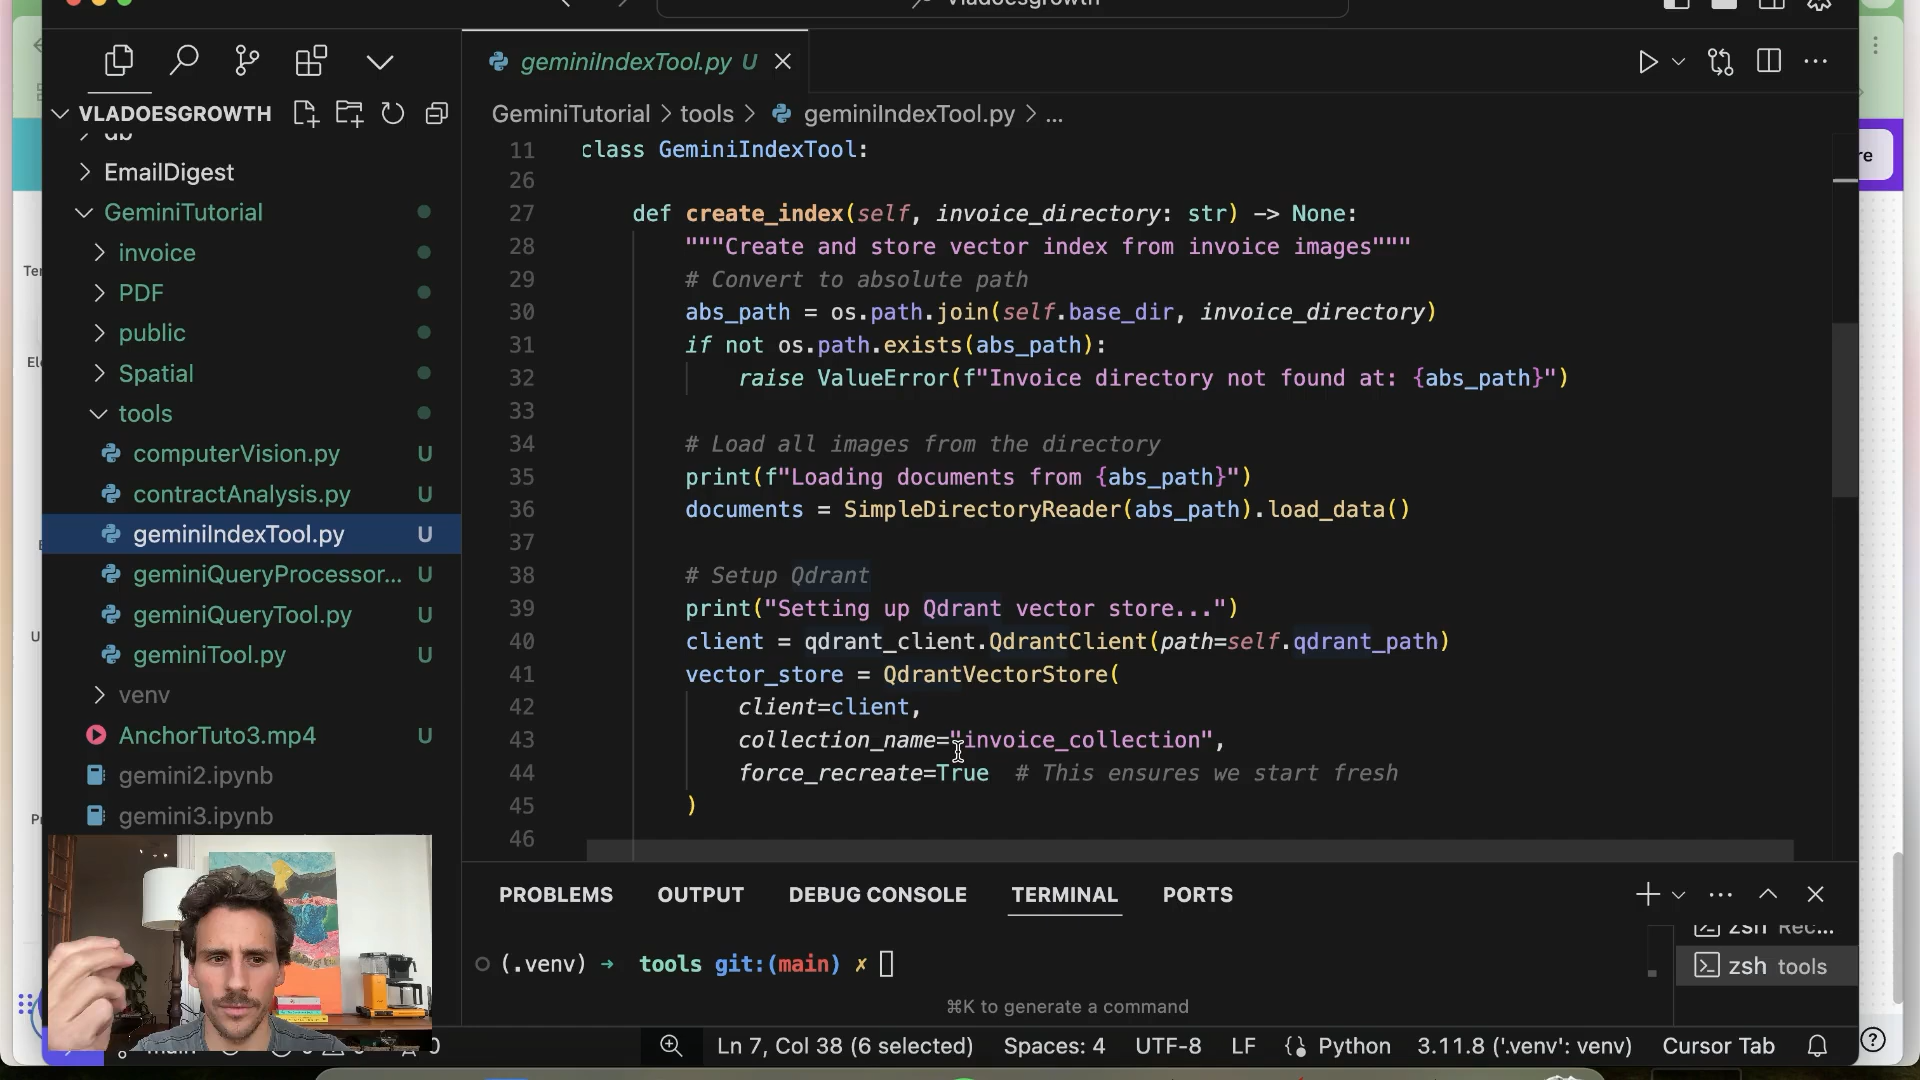 Vladoesgrowth
geminiIndexTool.py U
VLADOESGROWTH
db
EmailDigest
GeminiTutorial
invoice
PDF
public
Spatial
tools
computerVision.py U
contractAnalysis.py U
geminiIndexTool.py U
geminiQueryProcessor... U
geminiQueryTool.py U
geminiTool.py U
venv
AnchorTuto3.mp4 U
gemini2.ipynb
gemini3.ipynb
GeminiTutorial > tools > geminiIndexTool.py > ...
11 class GeminiIndexTool:
26
27 def create_index(self, invoice_directory: str) -> None:
28 """Create and store vector index from invoice images"""
29 # Convert to absolute path
30 abs_path = os.path.join(self.base_dir, invoice_directory)
31 if not os.path.exists(abs_path):
32 raise ValueError(f"Invoice directory not found at: {abs_path}")
33
34 # Load all images from the directory
35 print(f"Loading documents from {abs_path}")
36 documents = SimpleDirectoryReader(abs_path).load_data()
37
38 # Setup Qdrant
39 print("Setting up Qdrant vector store...")
40 client = qdrant_client.QdrantClient(path=self.qdrant_path)
41 vector_store = QdrantVectorStore(
42 client=client,
43 collection_name="invoice_collection",
44 force_recreate=True # This ensures we start fresh
45 )
46
PROBLEMS OUTPUT DEBUG CONSOLE TERMINAL PORTS
(.venv) → tools git:(main) ✗
zsh Rec...
zsh tools
⌘K to generate a command
main
Ln 7, Col 38 (6 selected) Spaces: 4 UTF-8 LF Python 3.11.8 ('.venv': venv) Cursor Tab